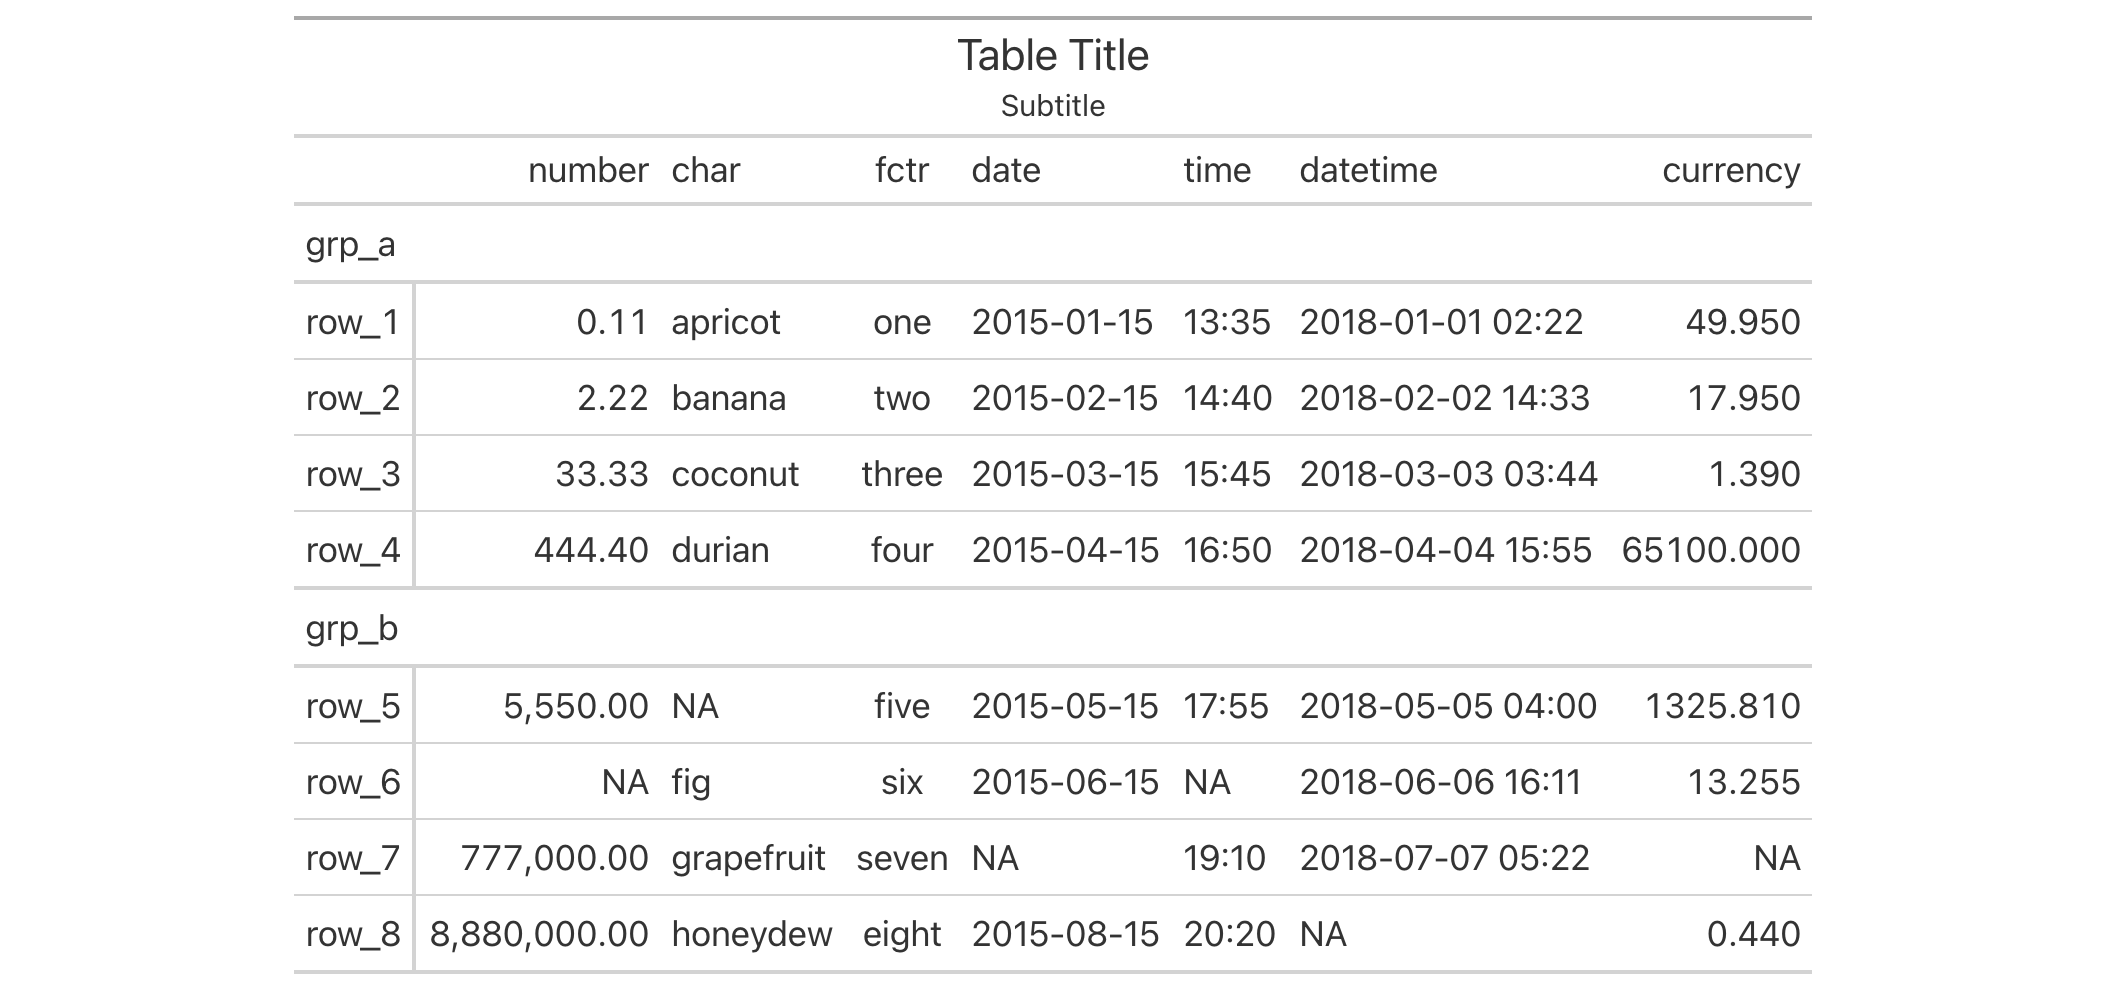 Table Title
Subtitle
number char fctr date time datetime currency
grp_a
row_1 0.11 apricot one 2015-01-15 13:35 2018-01-01 02:22 49.950
row_2 2.22 banana two 2015-02-15 14:40 2018-02-02 14:33 17.950
row_3 33.33 coconut three 2015-03-15 15:45 2018-03-03 03:44 1.390
row_4 444.40 durian four 2015-04-15 16:50 2018-04-04 15:55 65100.000
grp_b
row_5 5,550.00 NA five 2015-05-15 17:55 2018-05-05 04:00 1325.810
row_6 NA fig six 2015-06-15 NA 2018-06-06 16:11 13.255
row_7 777,000.00 grapefruit seven NA 19:10 2018-07-07 05:22 NA
row_8 8,880,000.00 honeydew eight 2015-08-15 20:20 NA 0.440